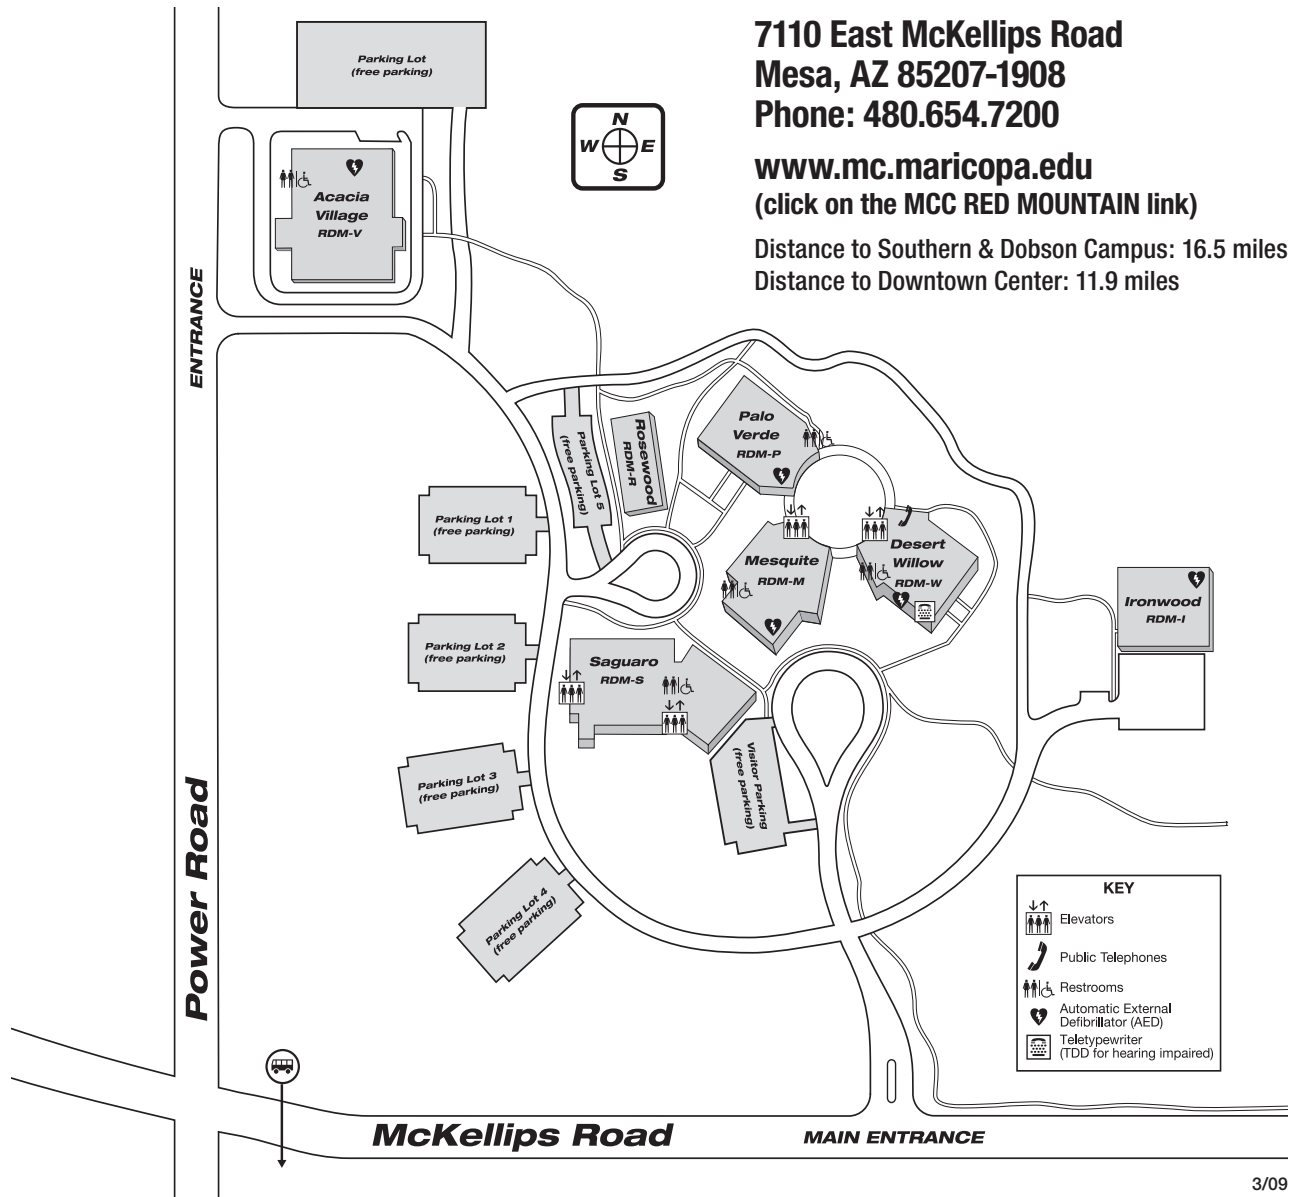 7110 East McKellips Road
Mesa, AZ 85207-1908
Phone: 480.654.7200
www.mc.maricopa.edu
(click on the MCC RED MOUNTAIN link)
Distance to Southern & Dobson Campus: 16.5 miles
Distance to Downtown Center: 11.9 miles
Parking Lot
(free parking)
N
W E
S
Acacia
Village
RDM-V
ENTRANCE
Palo
Verde
RDM-P
Rosewood
RDM-R
Parking Lot 5
(free parking)
Parking Lot 1
(free parking)
Mesquite
RDM-M
Desert
Willow
RDM-W
Ironwood
RDM-I
Parking Lot 2
(free parking)
Saguaro
RDM-S
Visitor Parking
(free parking)
Parking Lot 3
(free parking)
Parking Lot 4
(free parking)
Power Road
KEY
Elevators
Public Telephones
Restrooms
Automatic External
Defibrillator (AED)
Teletypewriter
(TDD for hearing impaired)
McKellips Road
MAIN ENTRANCE
3/09